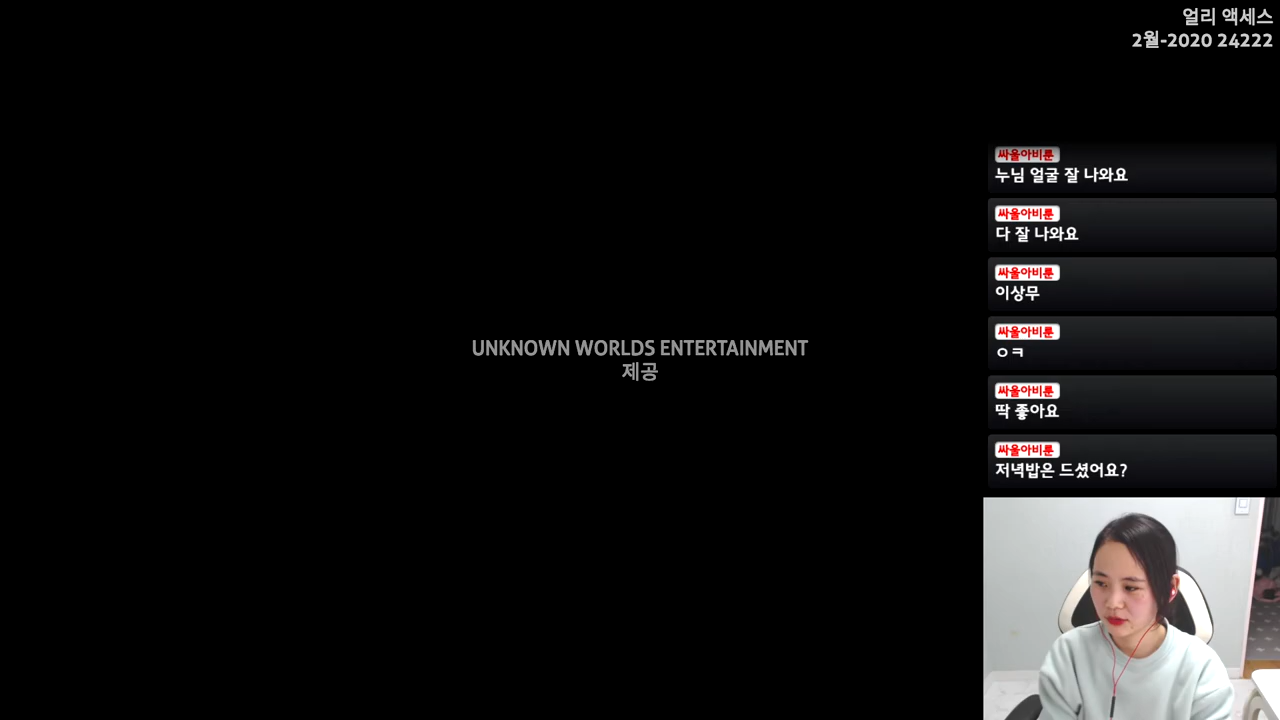 얼리 액세스
2월-2020 24222
싸울아비룬
누님 얼굴 잘 나와요
싸울아비룬
다 잘 나와요
싸울아비룬
이상무
싸울아비룬
ㅇㅋ
싸울아비룬
딱 좋아요
싸울아비룬
저녁밥은 드셨어요?
UNKNOWN WORLDS ENTERTAINMENT
제공